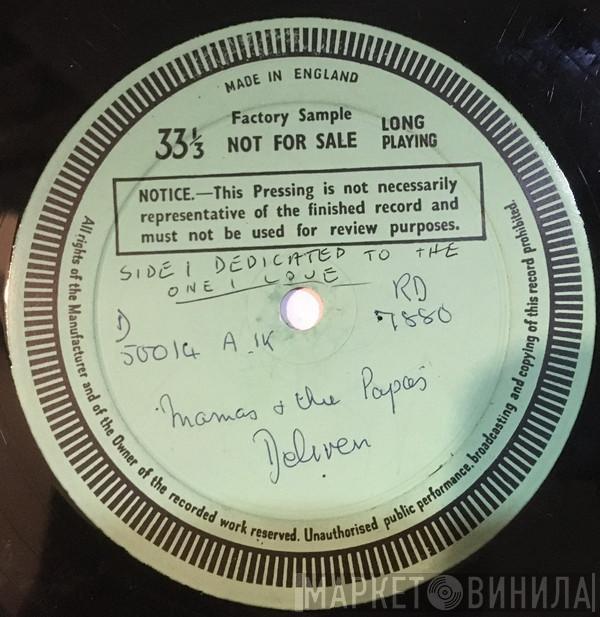 MADE IN ENGLAND
Factory Sample
33⅓ NOT FOR SALE LONG PLAYING
NOTICE.—This Pressing is not necessarily
representative of the finished record and
must not be used for review purposes.
SIDE 1 DEDICATED TO THE
ONE I LOVE
D RD
50014 A 1K 7880
Mamas & the Papas
Deliver
All rights of the Manufacturer and of the Owner of the recorded work reserved. Unauthorised public performance, broadcasting and copying of this record prohibited.
МАРКЕТ ВИНИЛА